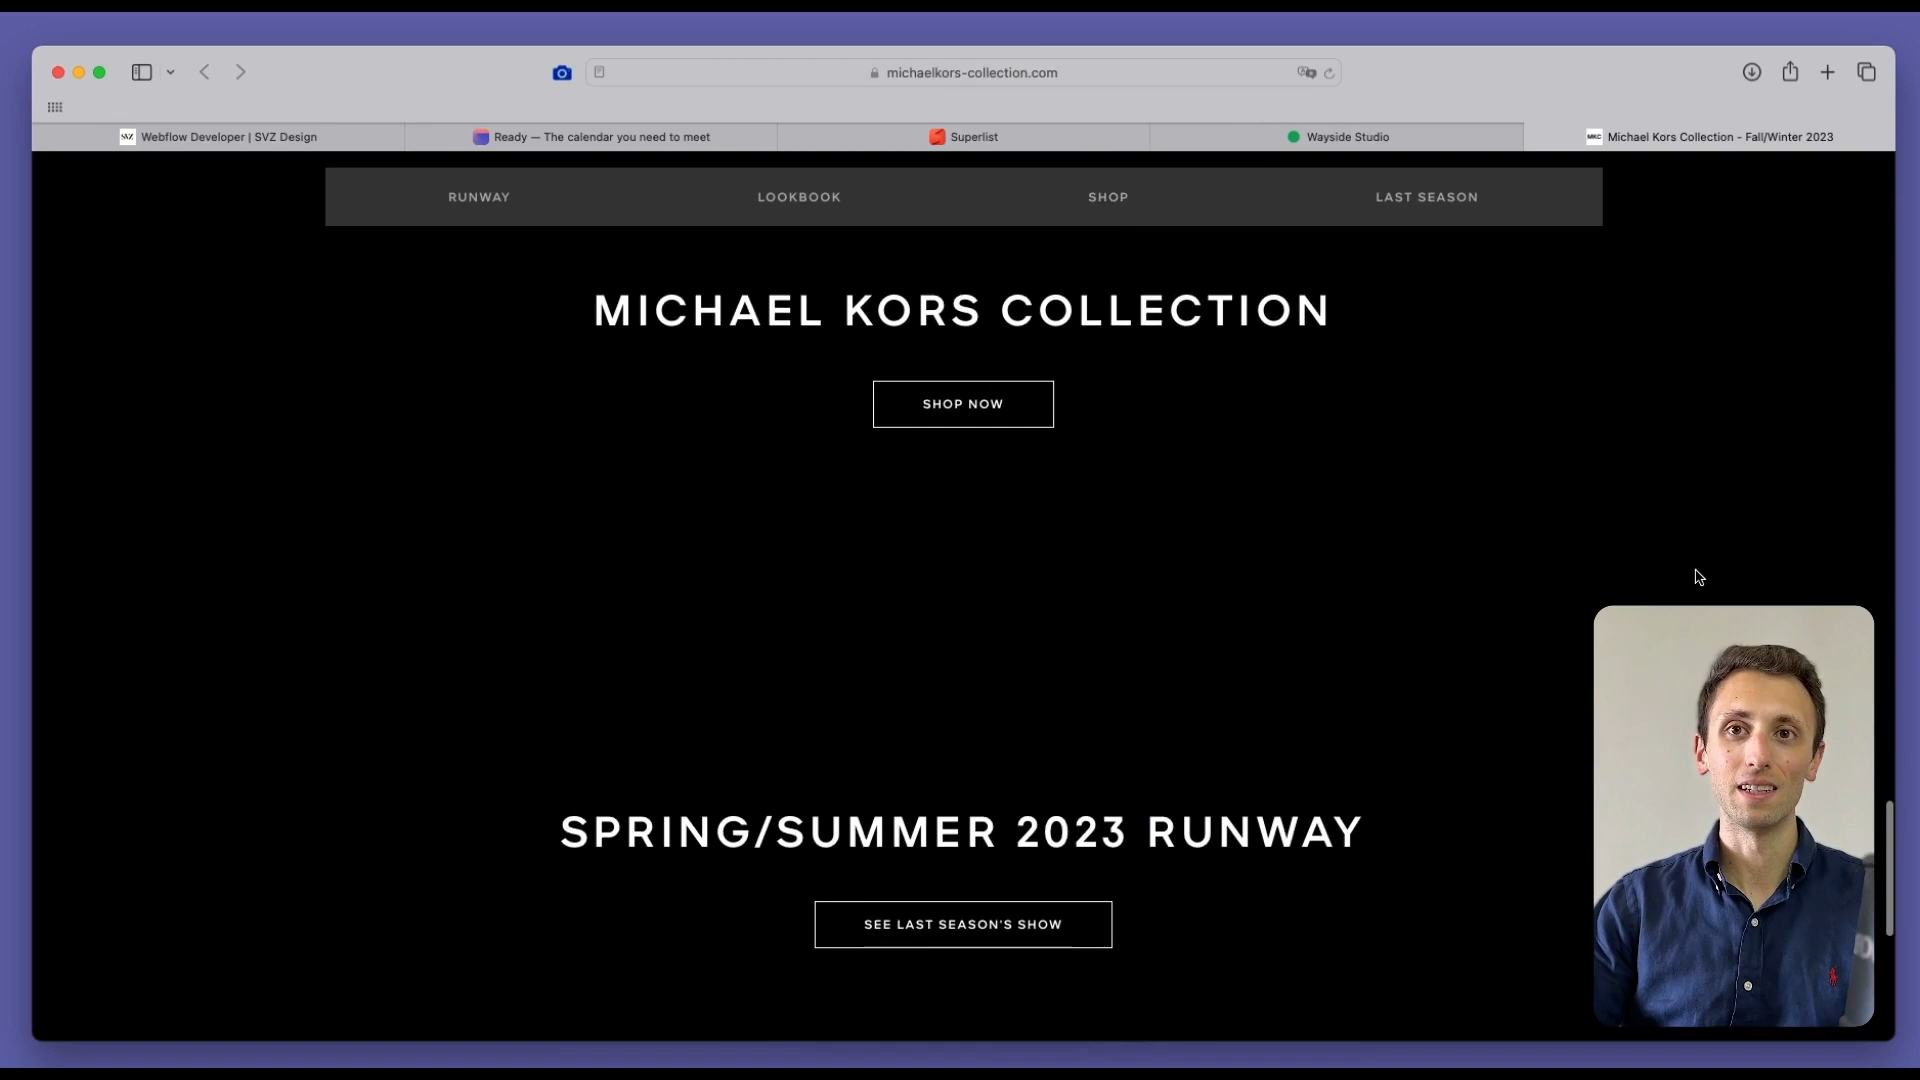 michaelkors-collection.com
SVZ Webflow Developer | SVZ Design
Ready — The calendar you need to meet
Superlist
Wayside Studio
MKC Michael Kors Collection - Fall/Winter 2023
RUNWAY LOOKBOOK SHOP LAST SEASON
MICHAEL KORS COLLECTION
SHOP NOW
SPRING/SUMMER 2023 RUNWAY
SEE LAST SEASON'S SHOW